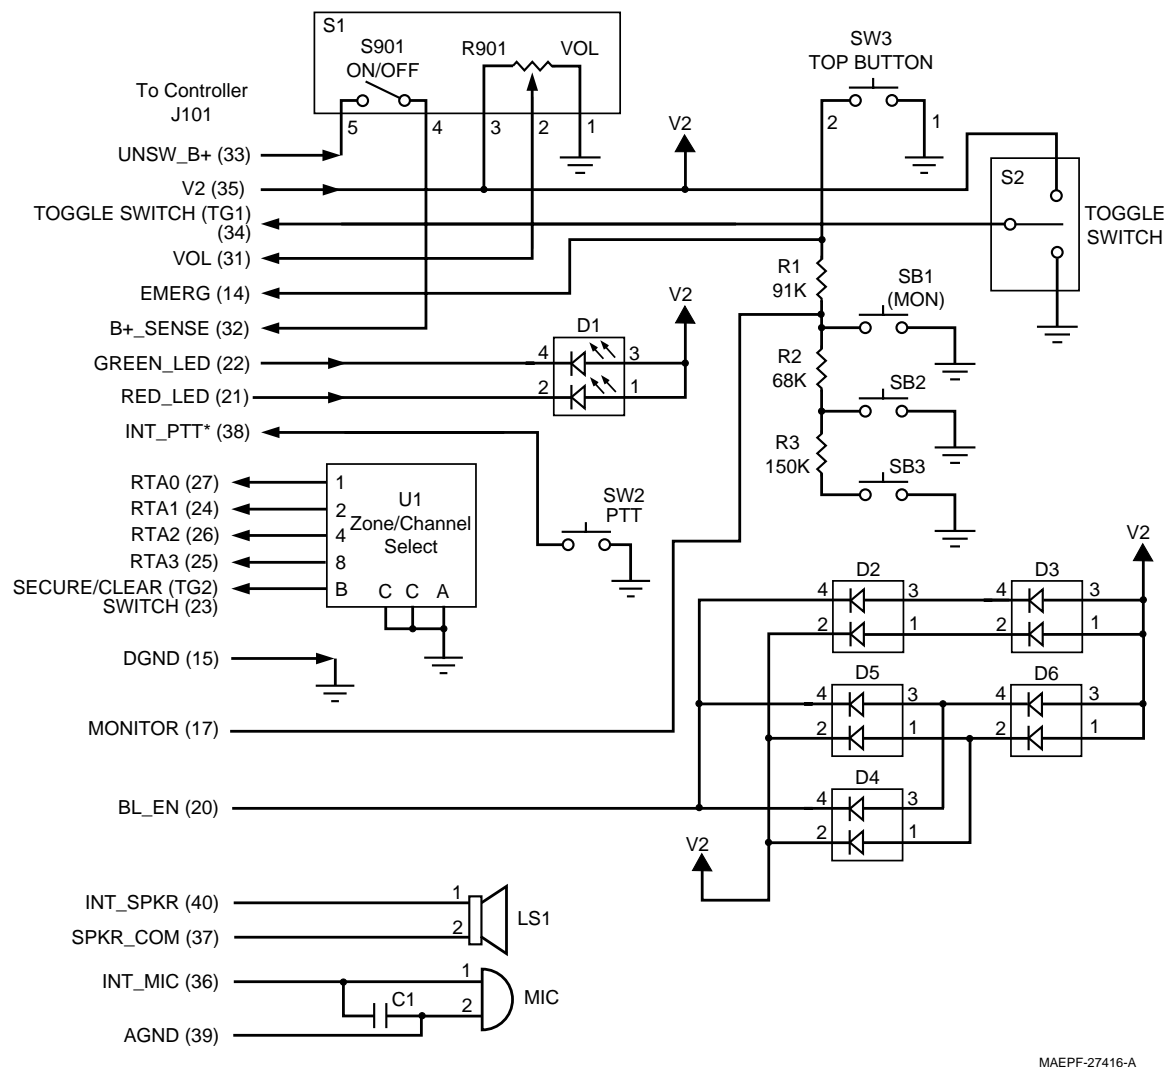 S1
S901
ON/OFF
R901
VOL
SW3
TOP BUTTON
To Controller
J101
5
4
3
2
1
2
1
V2
UNSW_B+ (33)
V2 (35)
S2
TOGGLE SWITCH (TG1)
(34)
TOGGLE
SWITCH
VOL (31)
R1
91K
SB1
(MON)
EMERG (14)
V2
B+_SENSE (32)
D1
GREEN_LED (22)
4
3
R2
68K
RED_LED (21)
2
1
SB2
INT_PTT* (38)
R3
150K
SB3
RTA0 (27)
1
U1
Zone/Channel
Select
RTA1 (24)
2
RTA2 (26)
4
RTA3 (25)
8
SECURE/CLEAR (TG2)
SWITCH (23)
B
C
C
A
SW2
PTT
V2
D2
D3
4
3
4
3
2
1
2
1
DGND (15)
D5
D6
4
3
4
3
2
1
2
1
MONITOR (17)
D4
BL_EN (20)
4
3
2
1
V2
INT_SPKR (40)
1
LS1
SPKR_COM (37)
2
INT_MIC (36)
1
MIC
C1
2
AGND (39)
MAEPF-27416-A